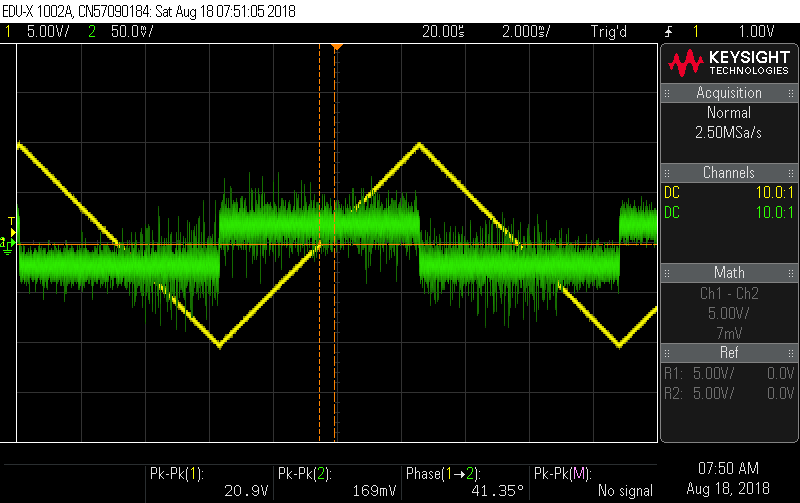 EDU-X 1002A, CN57090184: Sat Aug 18 07:51:05 2018
1 5.00V/ 2 50.0㎷/ 20.00s 2.000㎳/ Trig'd 1 1.00V
KEYSIGHT
TECHNOLOGIES
Acquisition
Normal
2.50MSa/s
Channels
DC 10.0:1
DC 10.0:1
Math
Ch1 - Ch2
5.00V/
7mV
Ref
R1: 5.00V/ 0.0V
R2: 5.00V/ 0.0V
T
Pk-Pk(1): Pk-Pk(2): Phase(1→2): Pk-Pk(M):
20.9V 169mV 41.35° No signal
07:50 AM
Aug 18, 2018